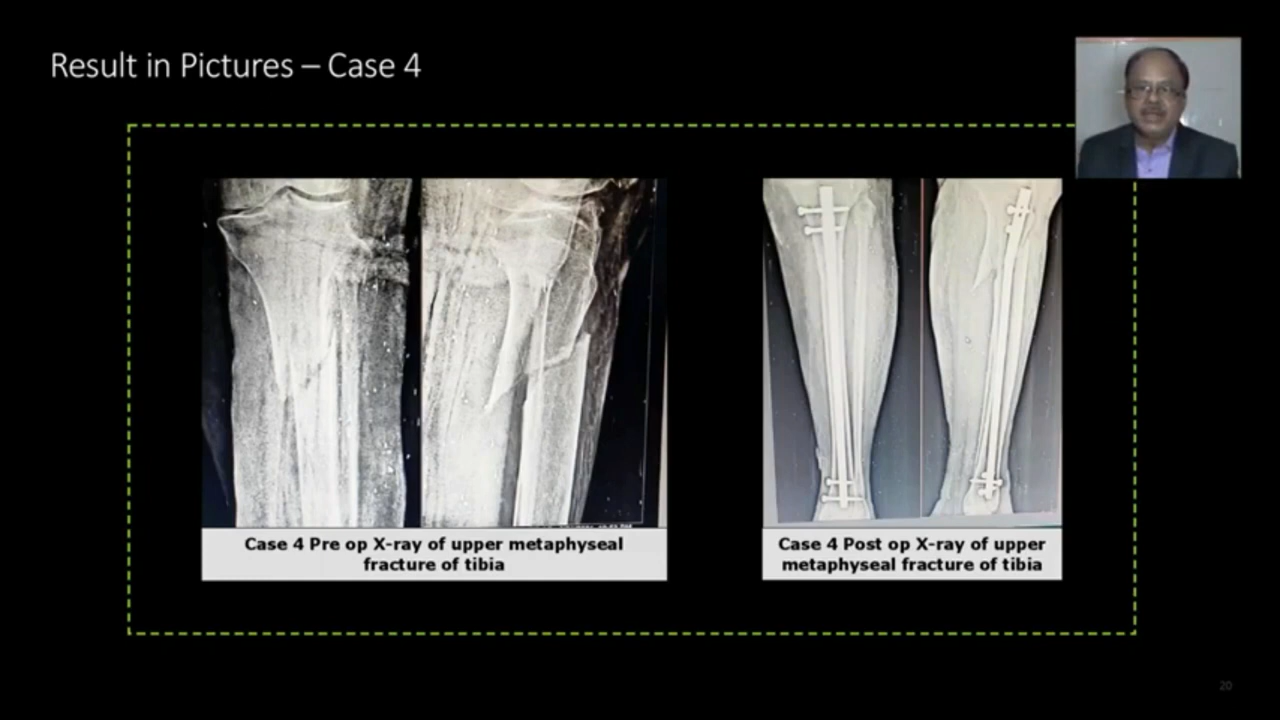 Result in Pictures – Case 4
Case 4 Pre op X-ray of upper metaphyseal
fracture of tibia
Case 4 Post op X-ray of upper
metaphyseal fracture of tibia
20